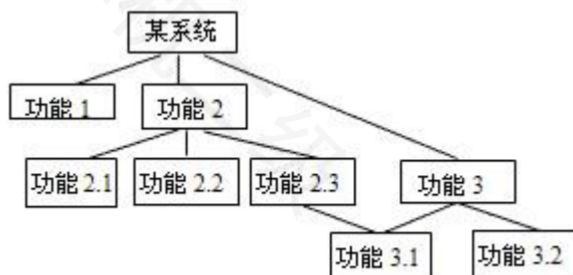 某系统
功能 1
功能 2
功能 2.1
功能 2.2
功能 2.3
功能 3
功能 3.1
功能 3.2